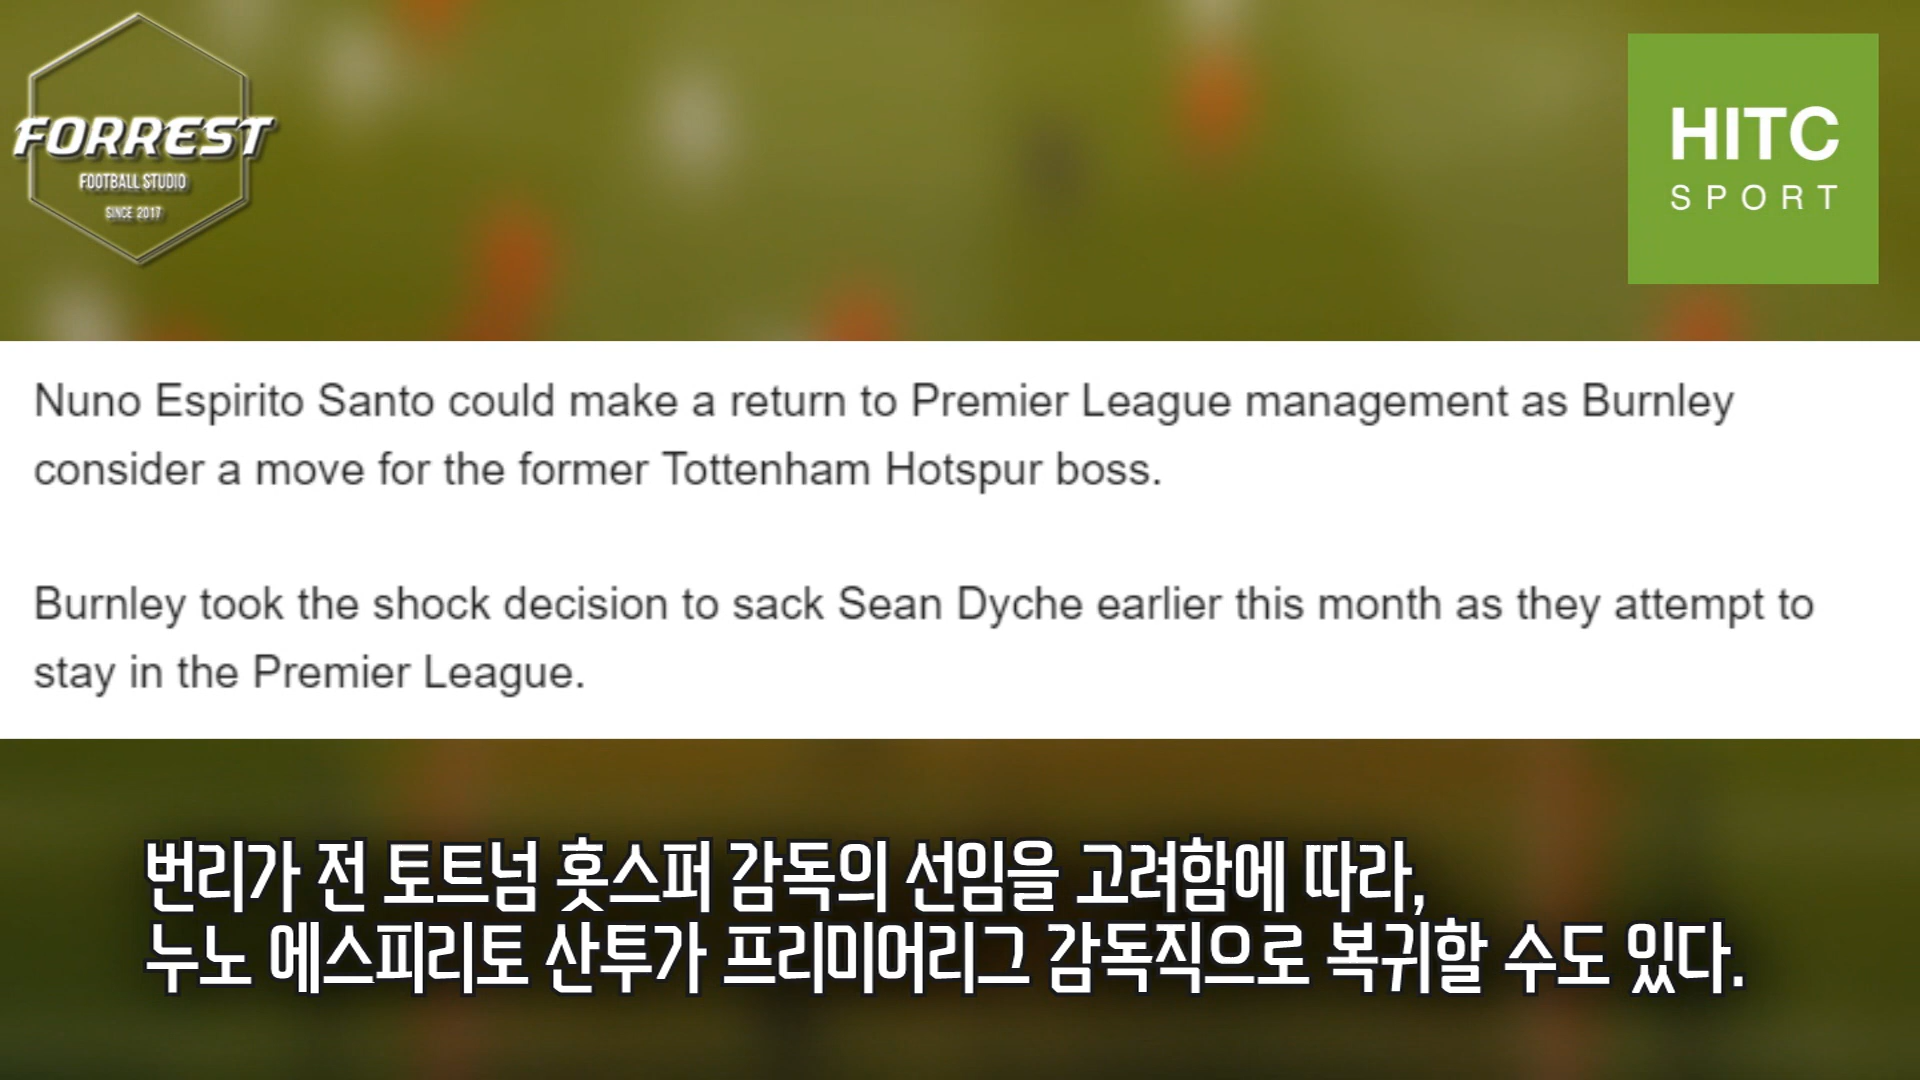 FORREST
FOOTBALL STUDIO
SINCE 2017
HITC
SPORT
Nuno Espirito Santo could make a return to Premier League management as Burnley
consider a move for the former Tottenham Hotspur boss.
Burnley took the shock decision to sack Sean Dyche earlier this month as they attempt to
stay in the Premier League.
번리가 전 토트넘 홋스퍼 감독의 선임을 고려함에 따라,
누노 에스피리토 산투가 프리미어리그 감독직으로 복귀할 수도 있다.